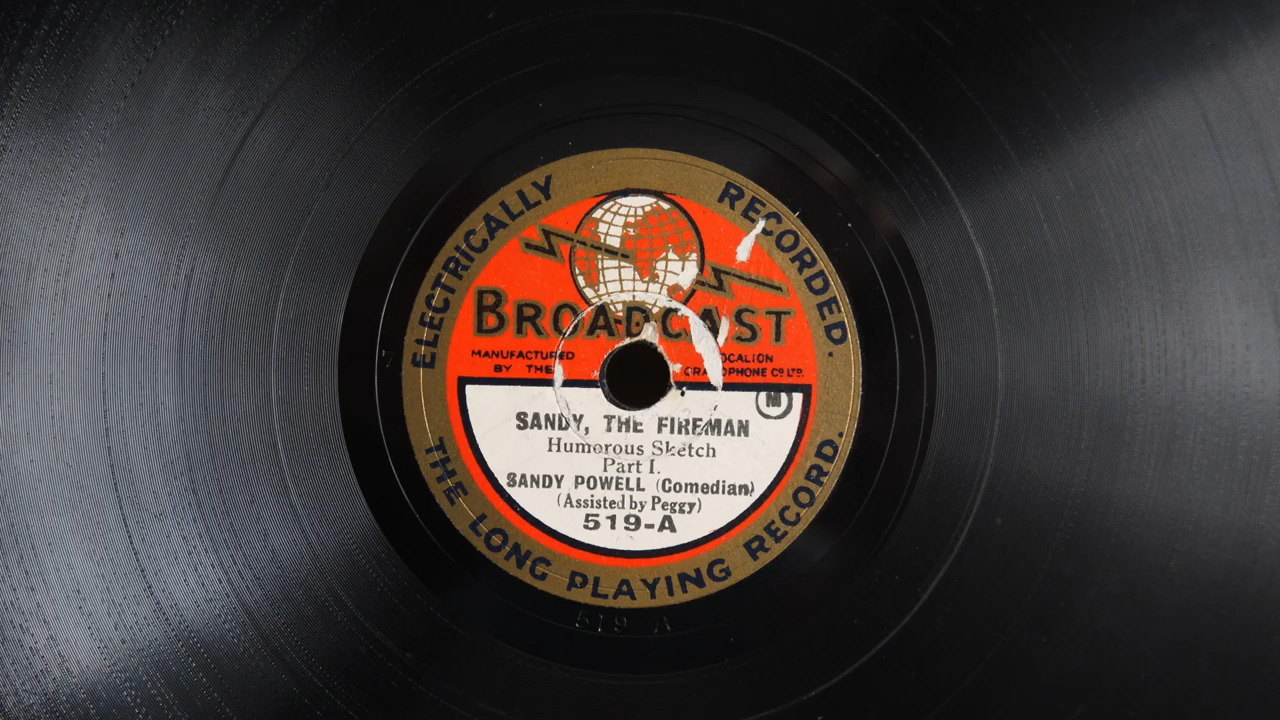 ELECTRICALLY RECORDED.
BROADCAST
MANUFACTURED
BY THE GRAMOPHONE Cº LTD.
M
SANDY, THE FIREMAN
Humorous Sketch
Part I.
SANDY POWELL (Comedian)
(Assisted by Peggy)
519-A
THE LONG PLAYING RECORD.
519 A